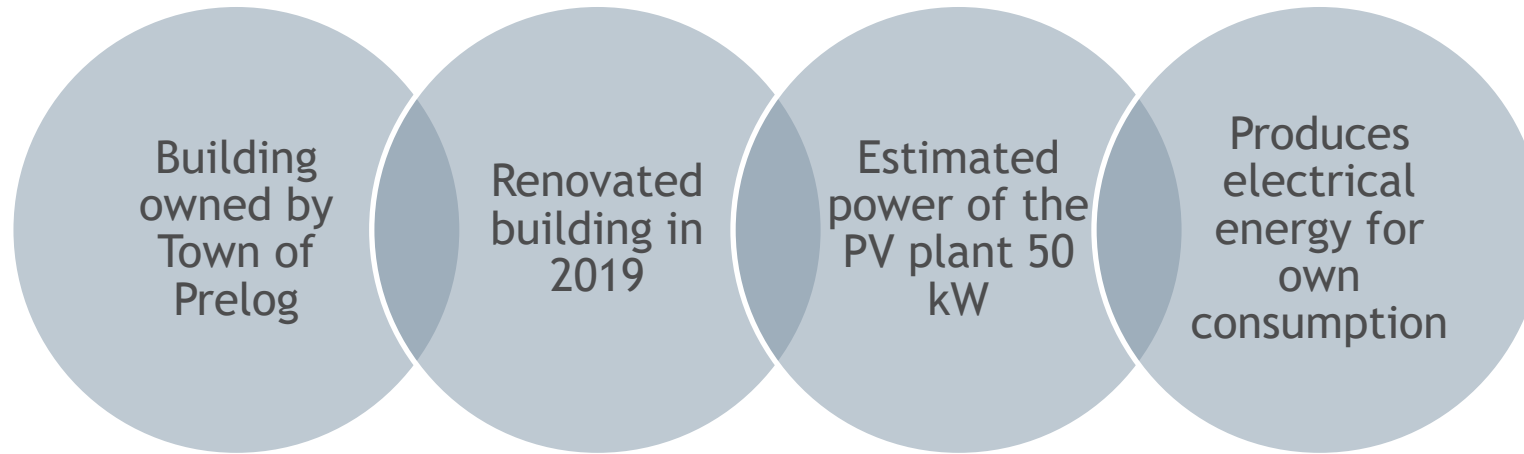 Building
owned by
Town of
Prelog
Renovated
building in
2019
Estimated
power of the
PV plant 50
kW
Produces
electrical
energy for
own
consumption